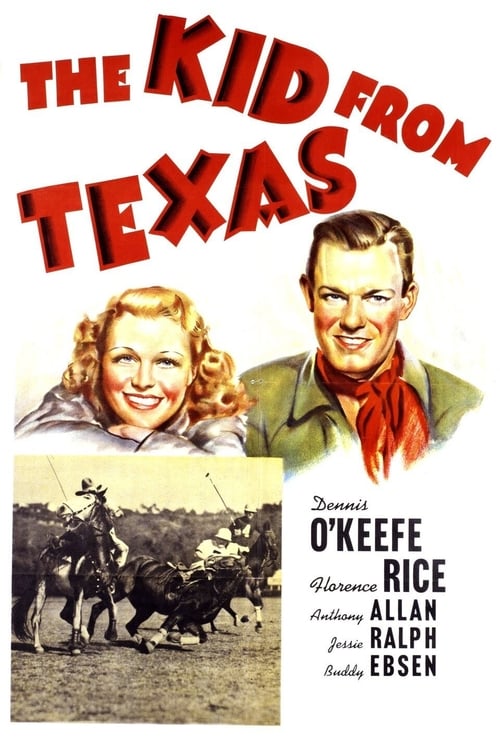 THE KID FROM
TEXAS
Dennis
O'KEEFE
Florence RICE
Anthony ALLAN
Jessie RALPH
Buddy EBSEN